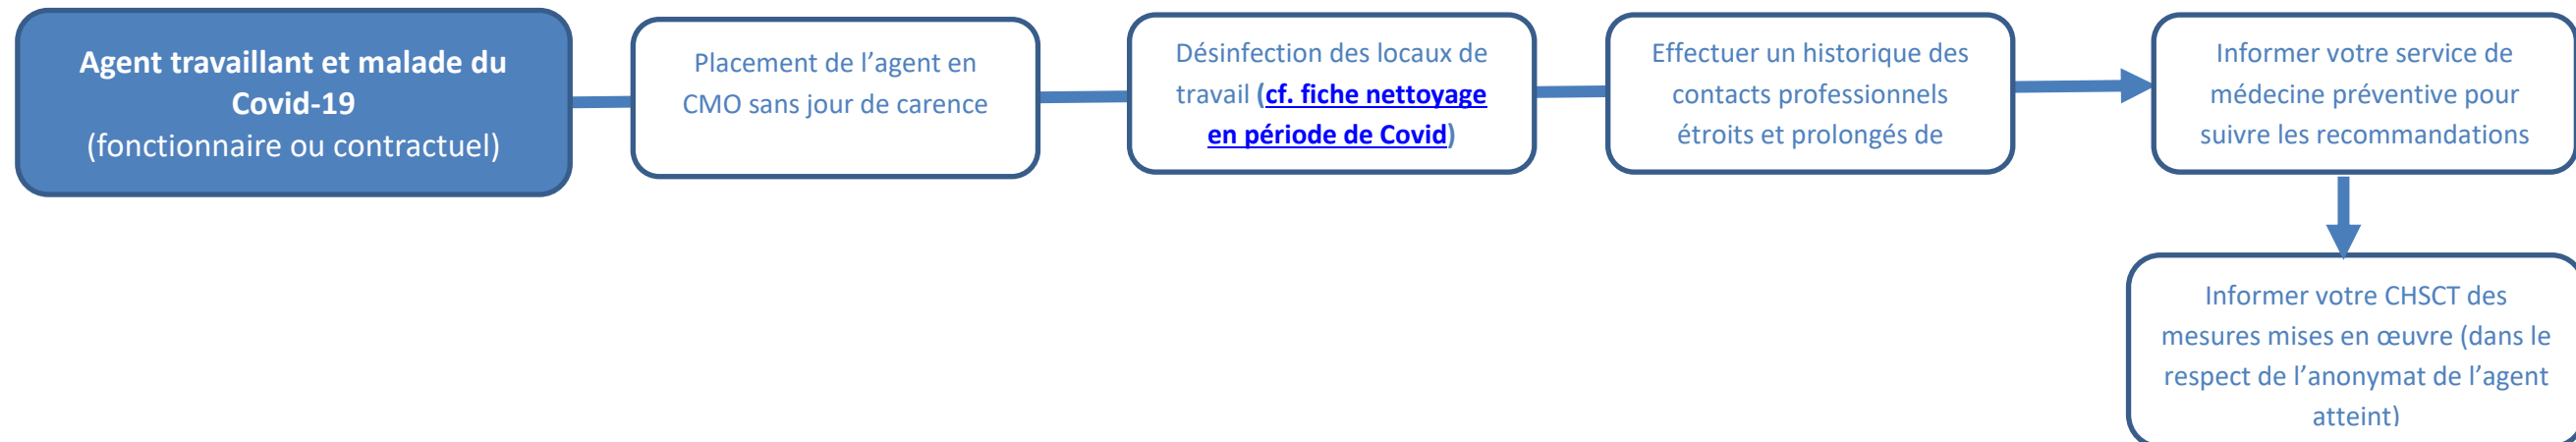 Agent travaillant et malade du
Covid-19
(fonctionnaire ou contractuel)
Placement de l’agent en
CMO sans jour de carence
Désinfection des locaux de
travail (cf. fiche nettoyage
en période de Covid)
Effectuer un historique des
contacts professionnels
étroits et prolongés de
Informer votre service de
médecine préventive pour
suivre les recommandations
Informer votre CHSCT des
mesures mises en œuvre (dans le
respect de l’anonymat de l’agent
atteint)